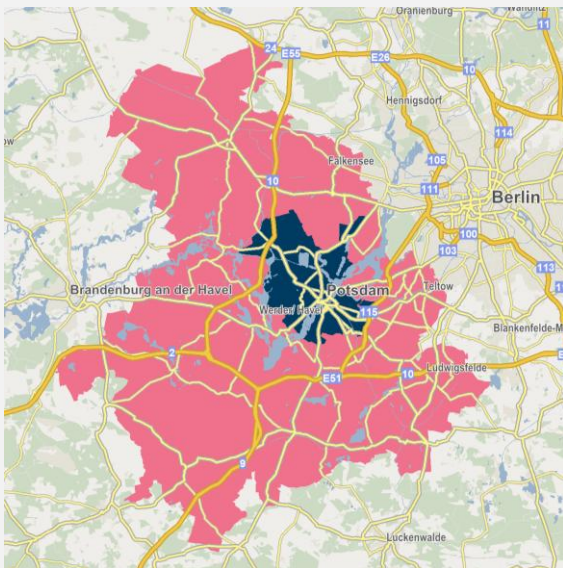 Oranienburg
Wandlitz
11
24
E55
E26
10
Hennigsdorf
114
Falkensee
105
10
111
Berlin
100
103
113
Teltow
Brandenburg an der Havel
Potsdam
Werder/ Havel
115
Blankenfelde-M
2
E51
10
Ludwigsfelde
9
Luckenwalde